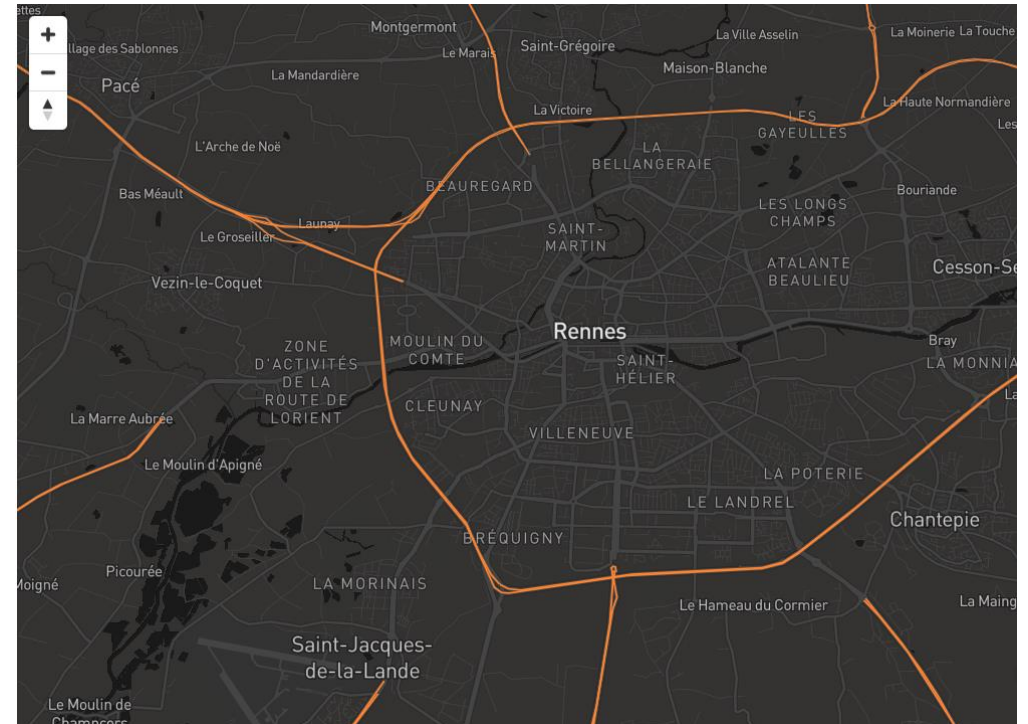 Montgermont
La Ville Asselin
La Moinerie
La Touche
Le Marais
Saint-Grégoire
llage des Sablonnes
La Mandardière
Maison-Blanche
Pacé
La Victoire
La Haute Normandière
LES
GAYEULLES
L'Arche de Noë
LA
BELLANGERAIE
BEAUREGARD
Bas Méault
Bouriande
LES LONGS
CHAMPS
Launay
Le Groseiller
SAINT-
MARTIN
ATALANTE
BEAULIEU
Cesson-Se
Vezin-le-Coquet
Rennes
Bray
ZONE
D'ACTIVITÉS
DE LA
ROUTE DE
LORIENT
MOULIN DU
COMTE
SAINT-
HÉLIER
LA MONNIA
CLEUNAY
La Marre Aubrée
VILLENEUVE
Le Moulin d'Apigné
LA POTERIE
LE LANDREL
Chantepie
BRÉQUIGNY
Picourée
Moigné
LA MORINAIS
Le Hameau du Cormier
La Maing
Saint-Jacques-
de-la-Lande
Le Moulin de
Champcors